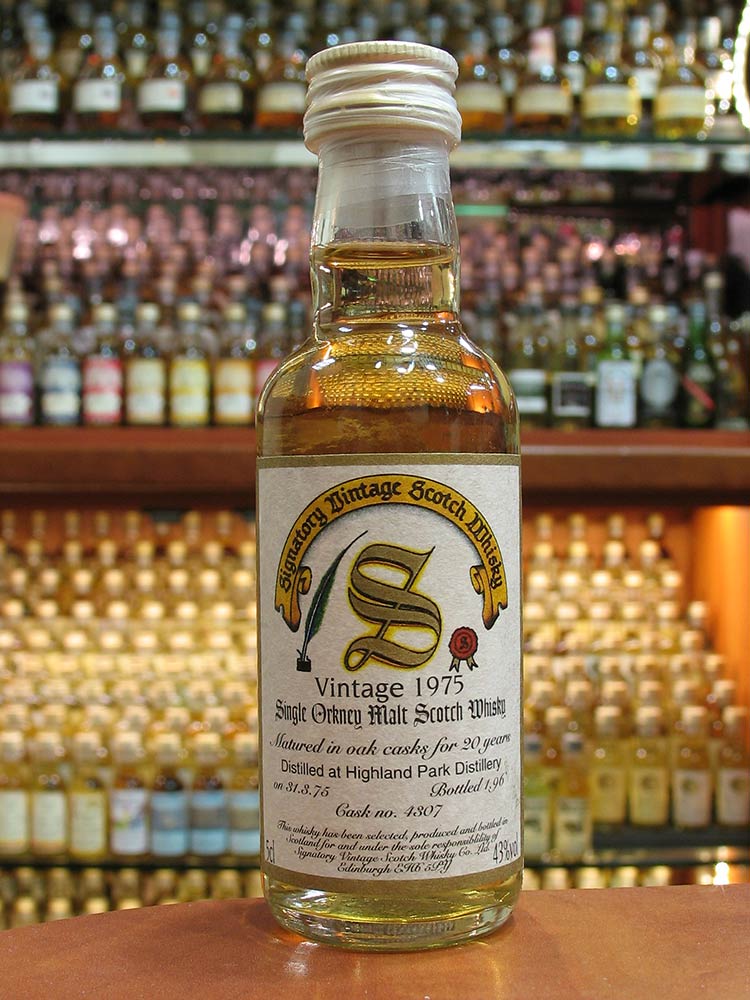 Signatory Vintage Scotch Whisky
S
S
Vintage 1975
Single Orkney Malt Scotch Whisky
Matured in oak casks for 20 years
Distilled at Highland Park Distillery
on 31.3.75 Bottled 1,96
Cask no. 4307
This whisky has been selected, produced and bottled in
Scotland for and under the sole responsibility of
Signatory Vintage Scotch Whisky Co. Ltd.
Edinburgh EH6 5PJ
5cl 43%vol